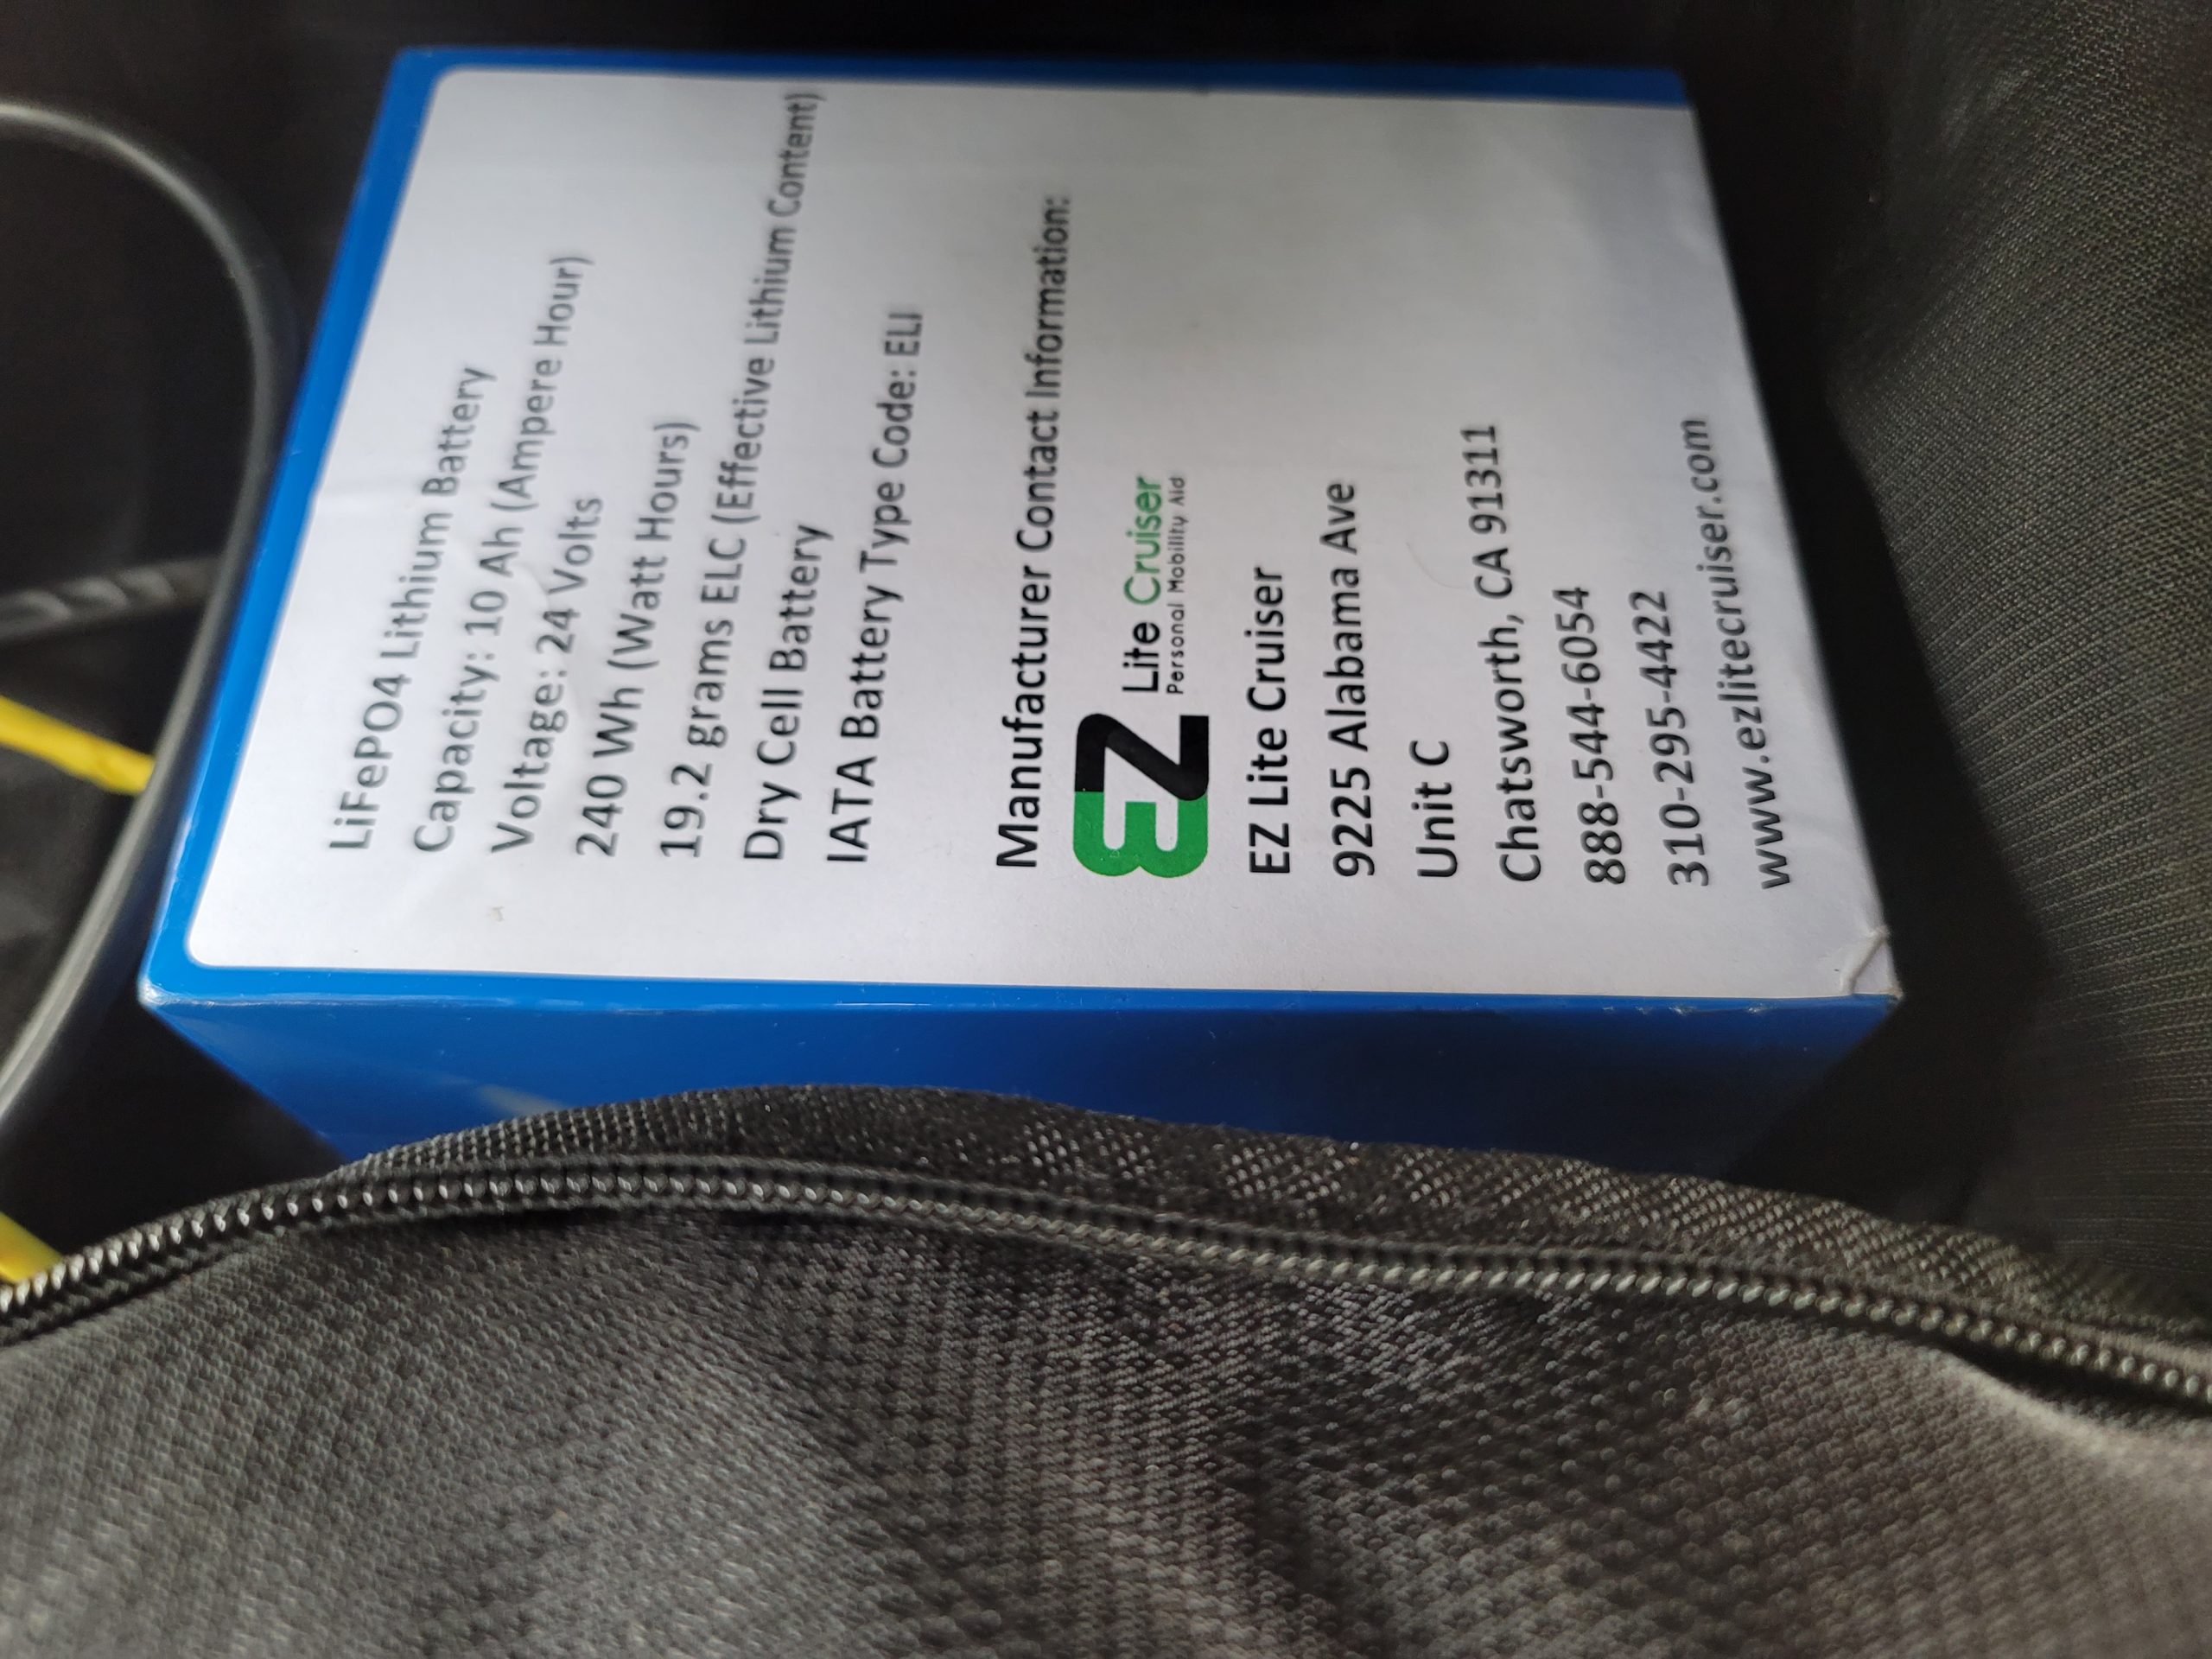 LiFePO4 Lithium Battery
Capacity: 10 Ah (Ampere Hour)
Voltage: 24 Volts
240 Wh (Watt Hours)
19.2 grams ELC (Effective Lithium Content)
Dry Cell Battery
IATA Battery Type Code: ELI
Manufacturer Contact Information:
EZ Lite Cruiser
Personal Mobility Aid
EZ Lite Cruiser
9225 Alabama Ave
Unit C
Chatsworth, CA 91311
888-544-6054
310-295-4422
www.ezlitecruiser.com